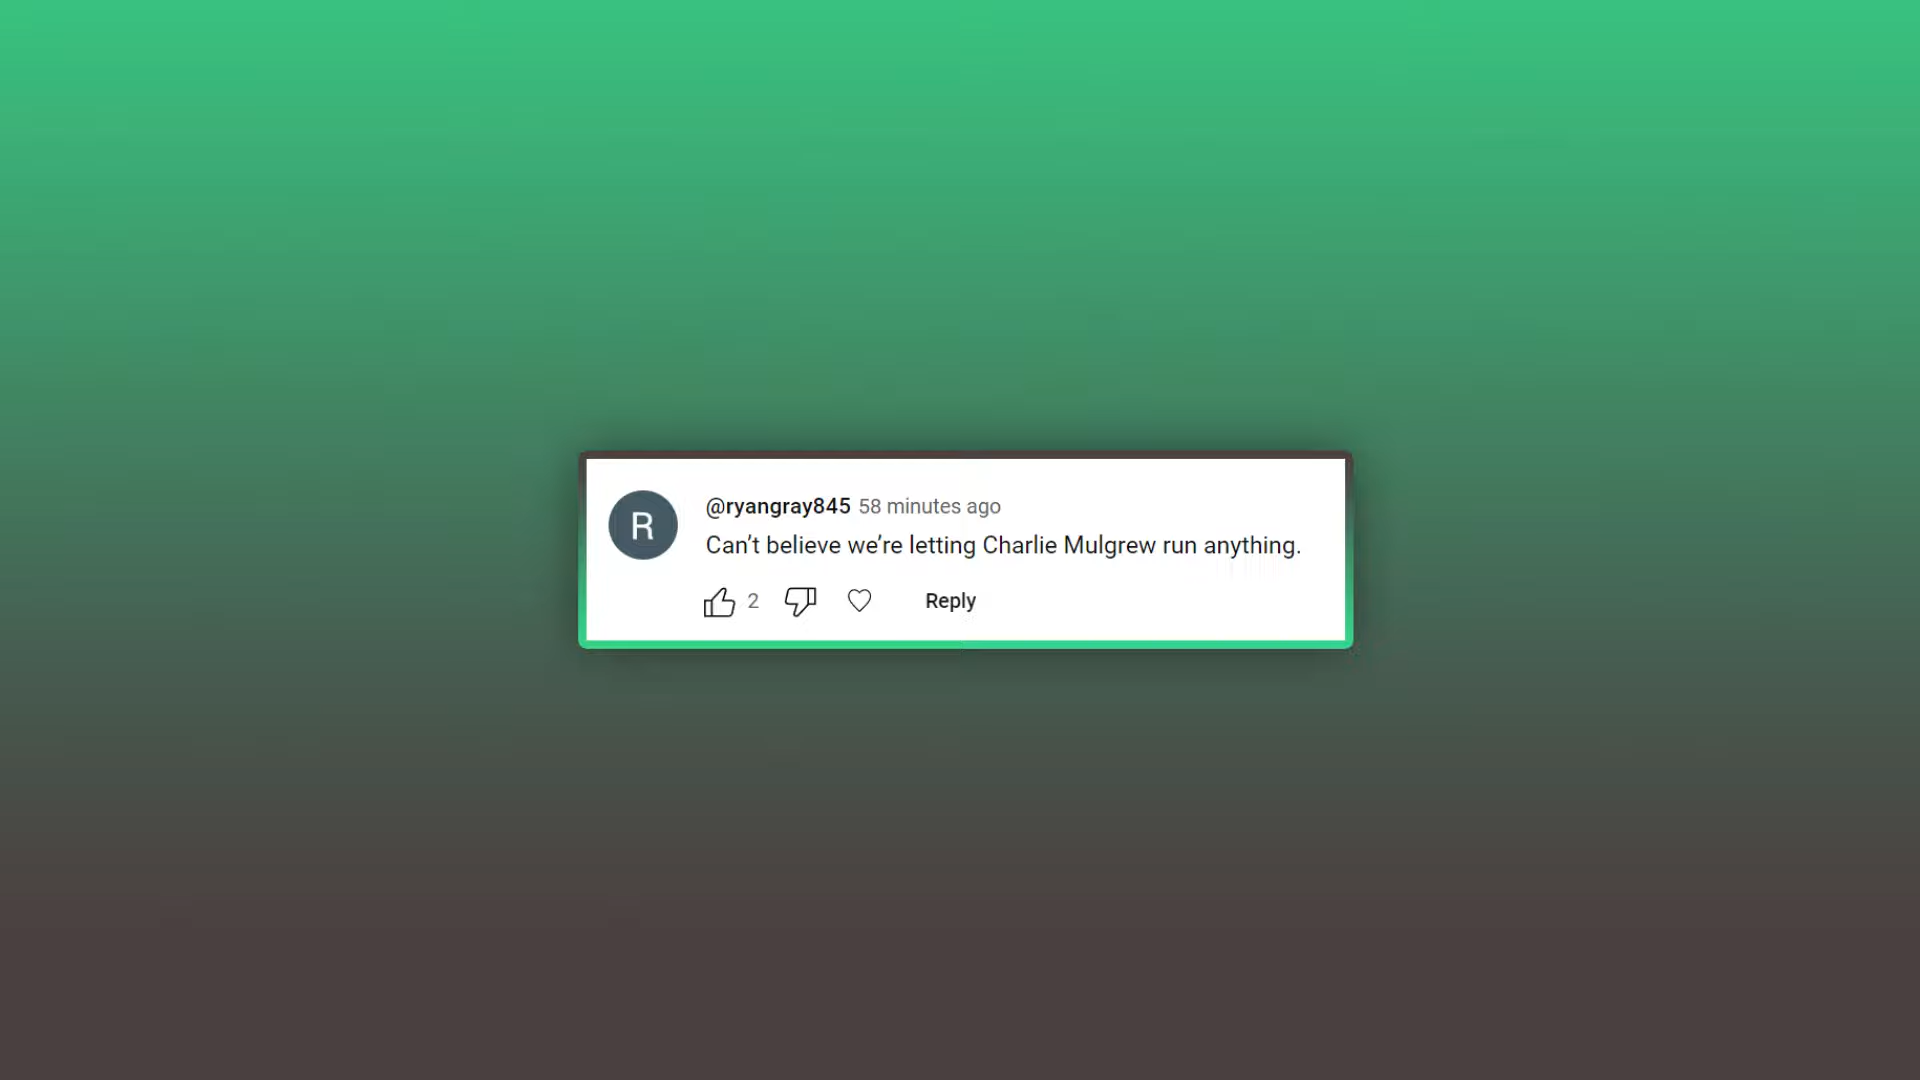 R
@ryangray845 58 minutes ago
Can’t believe we’re letting Charlie Mulgrew run anything.
2 Reply